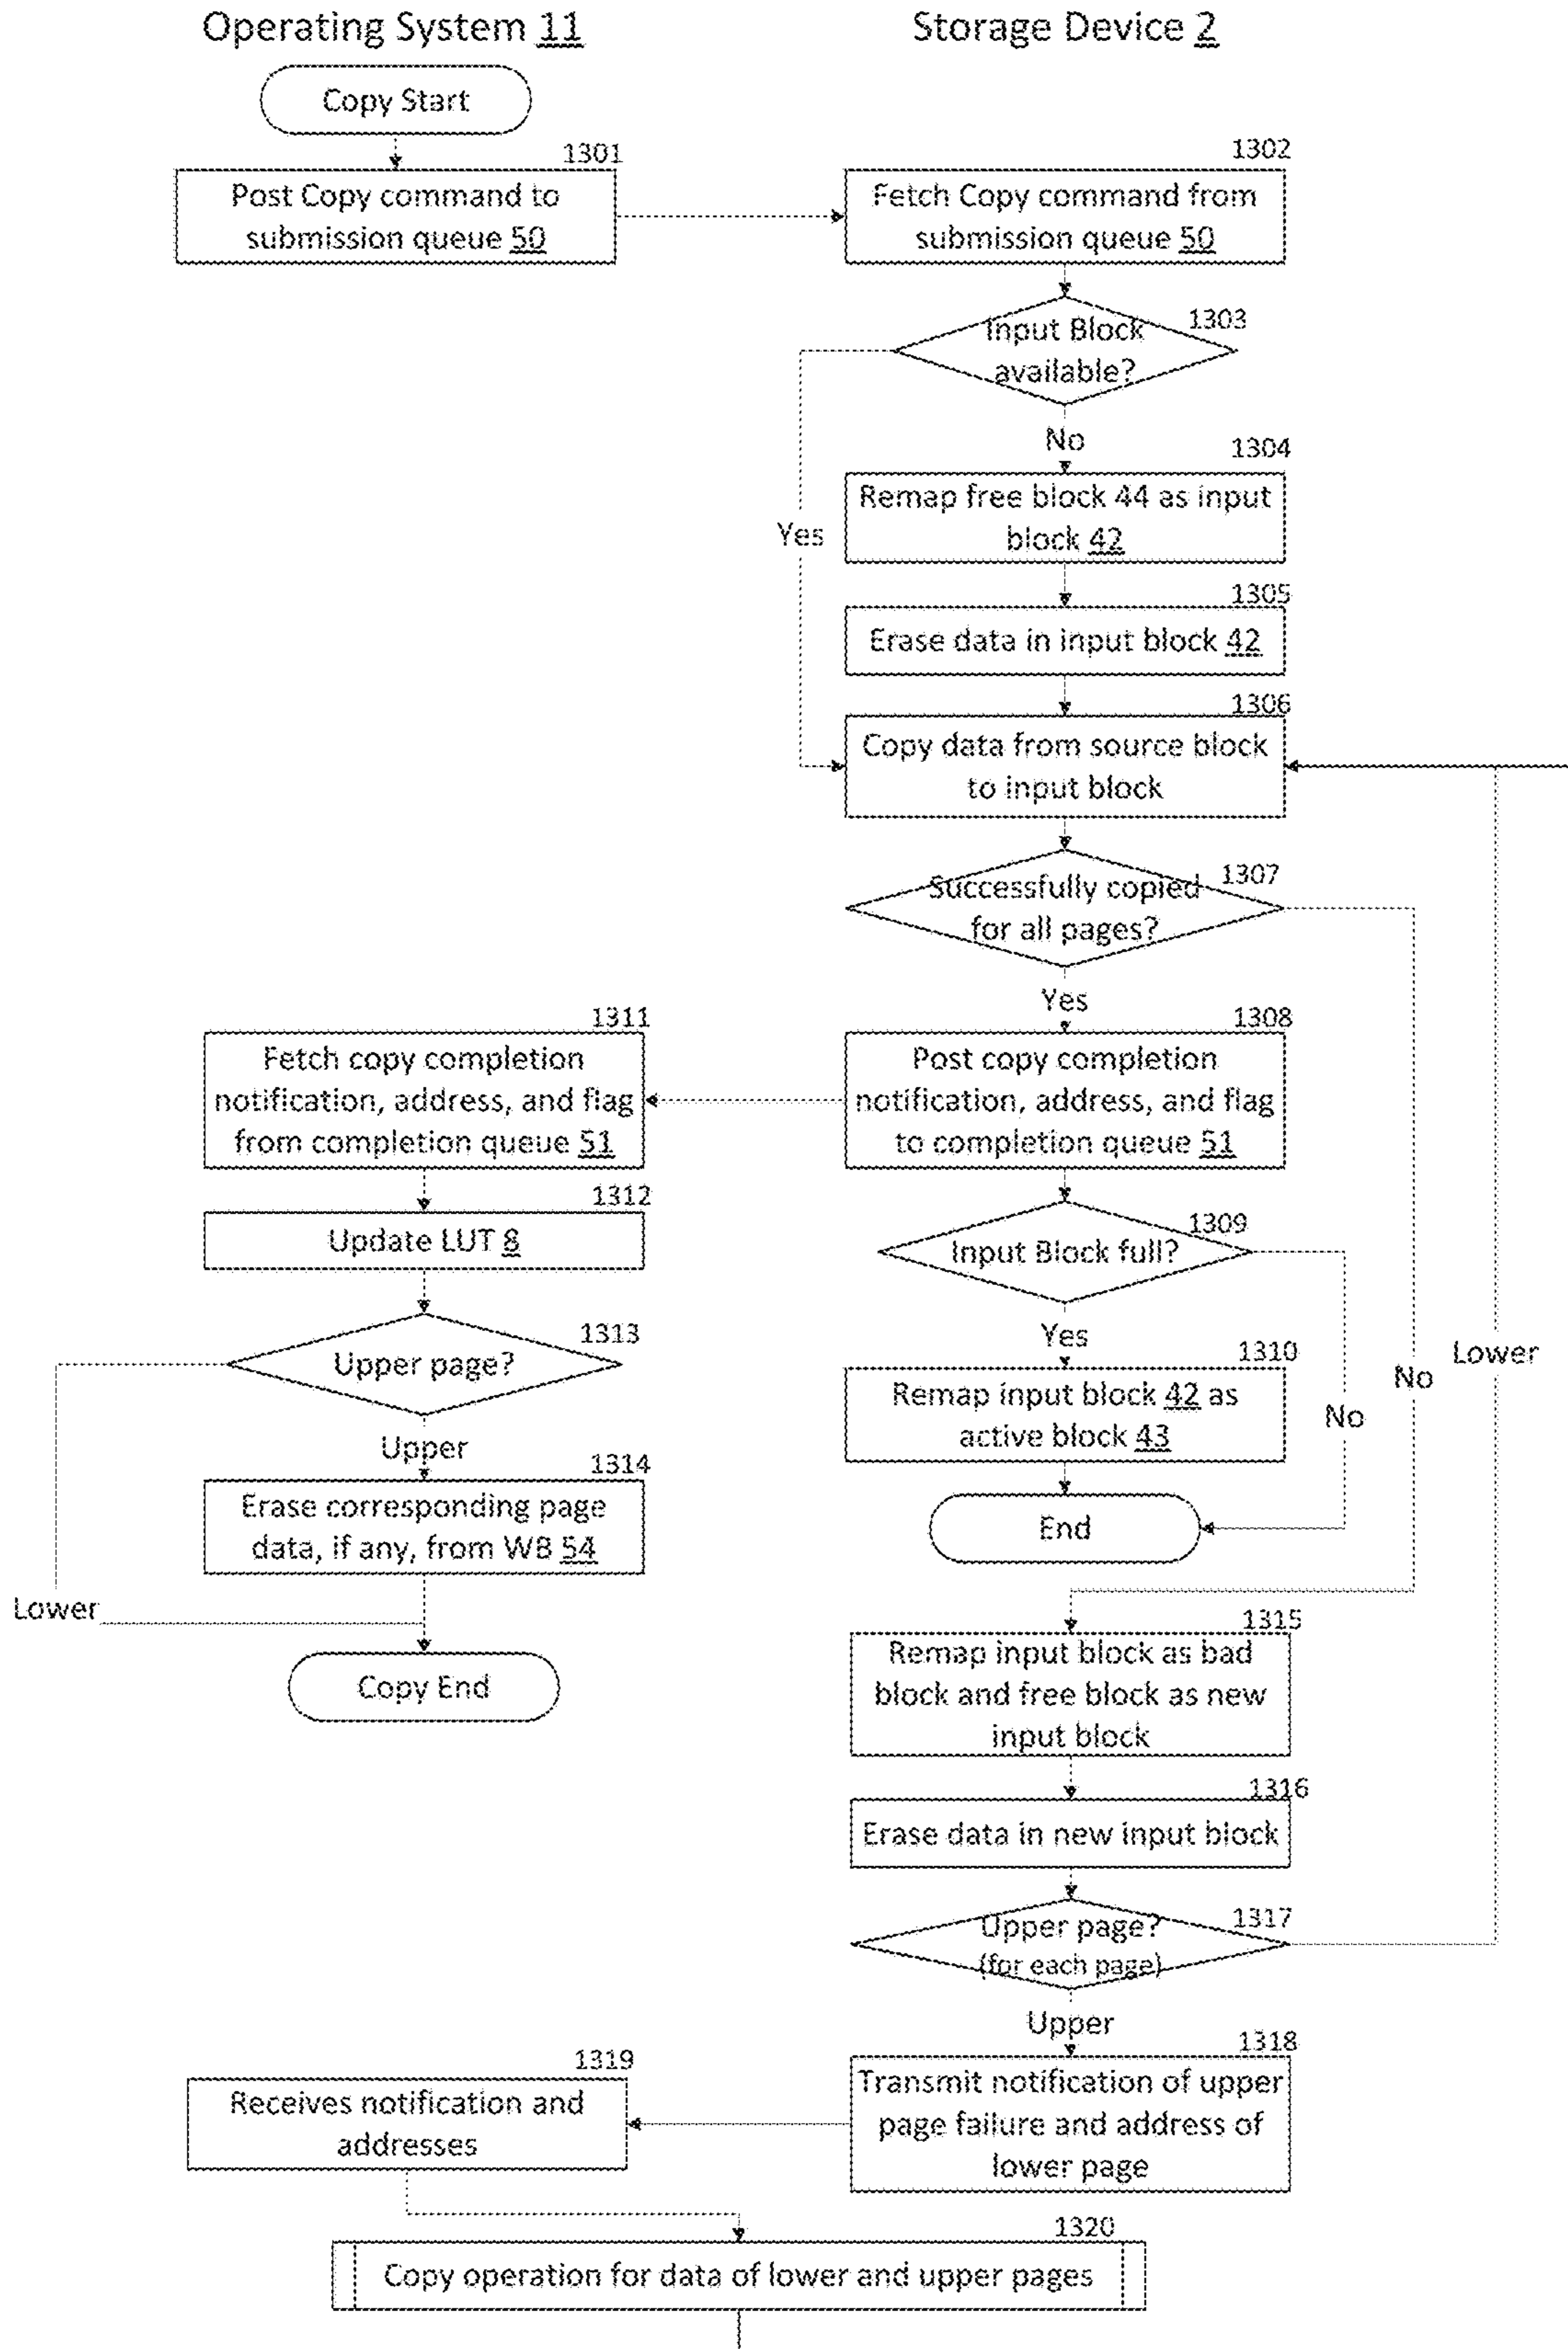 Operating System 11
Storage Device 2
Copy Start
1301
Post Copy command to
submission queue 50
1302
Fetch Copy command from
submission queue 50
1303
Input Block
available?
No
Yes
1304
Remap free block 44 as input
block 42
1305
Erase data in input block 42
1306
Copy data from source block
to input block
1307
Successfully copied
for all pages?
Yes
No
1308
Post copy completion
notification, address, and flag
to completion queue 51
1309
Input Block full?
Yes
No
1310
Remap input block 42 as
active block 43
End
1311
Fetch copy completion
notification, address, and flag
from completion queue 51
1312
Update LUT 8
1313
Upper page?
Upper
Lower
1314
Erase corresponding page
data, if any, from WB 54
Copy End
1315
Remap input block as bad
block and free block as new
input block
1316
Erase data in new input block
1317
Upper page?
(for each page)
Lower
Upper
1318
Transmit notification of upper
page failure and address of
lower page
1319
Receives notification and
addresses
1320
Copy operation for data of lower and upper pages